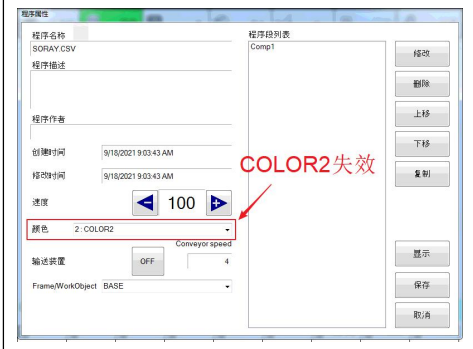 程序属性
程序名称
SORAY.CSV
程序描述
程序作者
创建时间 9/18/2021 9:03:43 AM
修改时间 9/18/2021 9:03:43 AM
速度 100
颜色 2 : COLOR2
Conveyor speed
输送装置 OFF 4
Frame/WorkObject BASE
程序段列表
Comp1
COLOR2失效
修改
删除
上移
下移
复制
显示
保存
取消